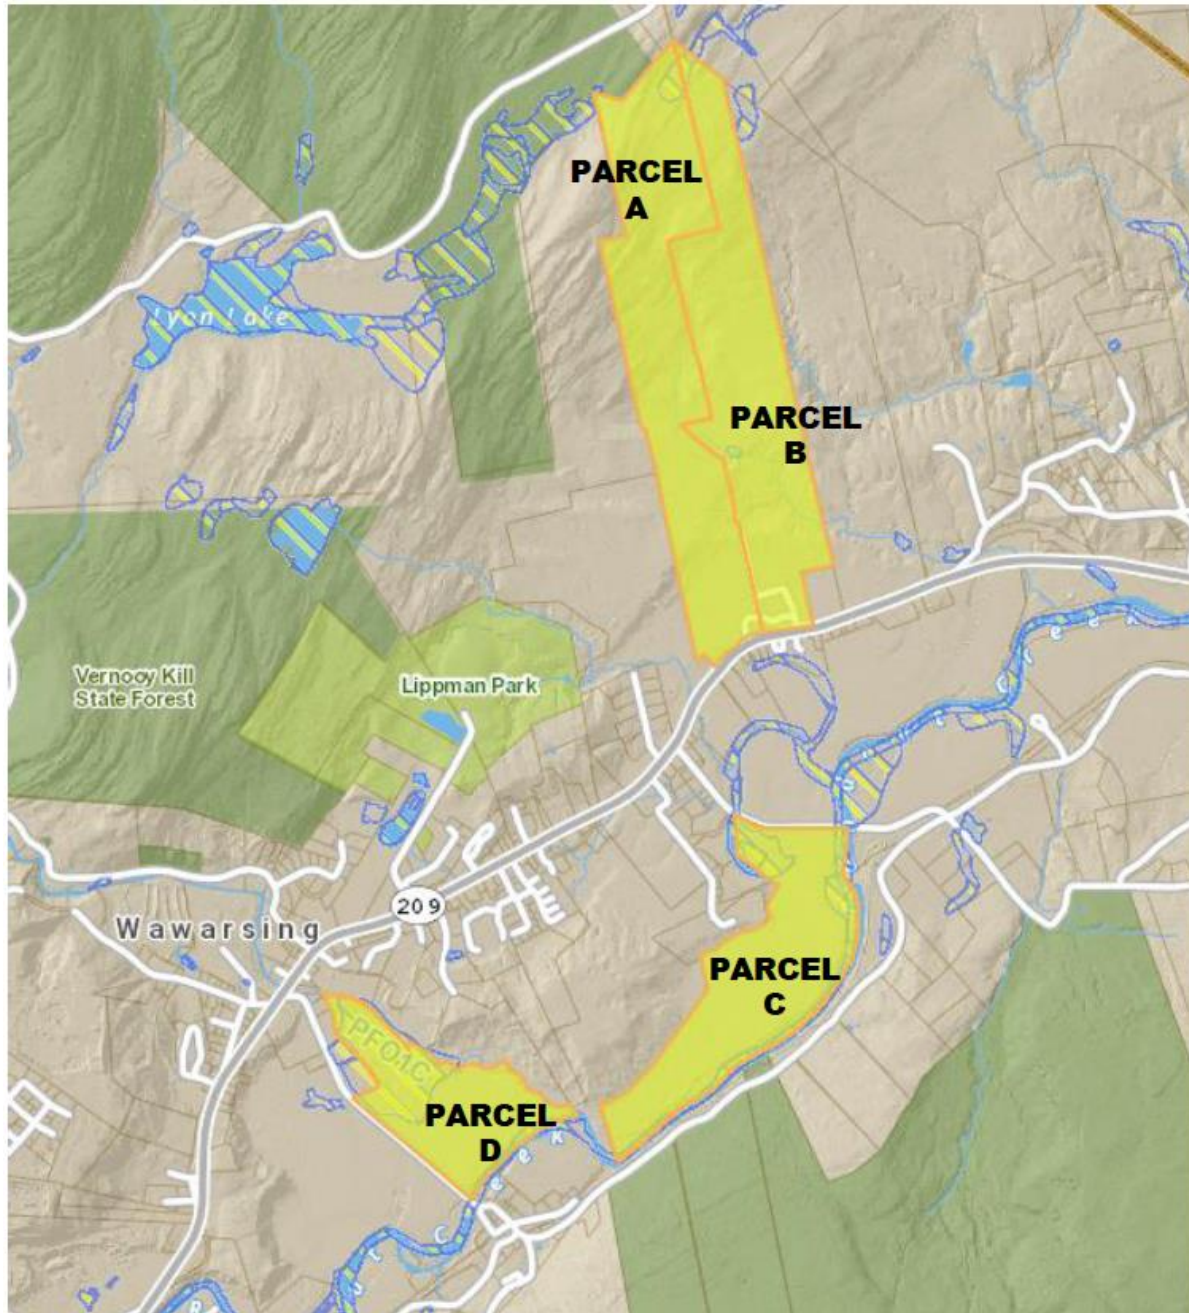 PARCEL
A
Lyon Lake
PARCEL
B
Vernooy Kill
State Forest
Lippman Park
209
Wawarsing
PARCEL
C
PFO1C
PARCEL
D